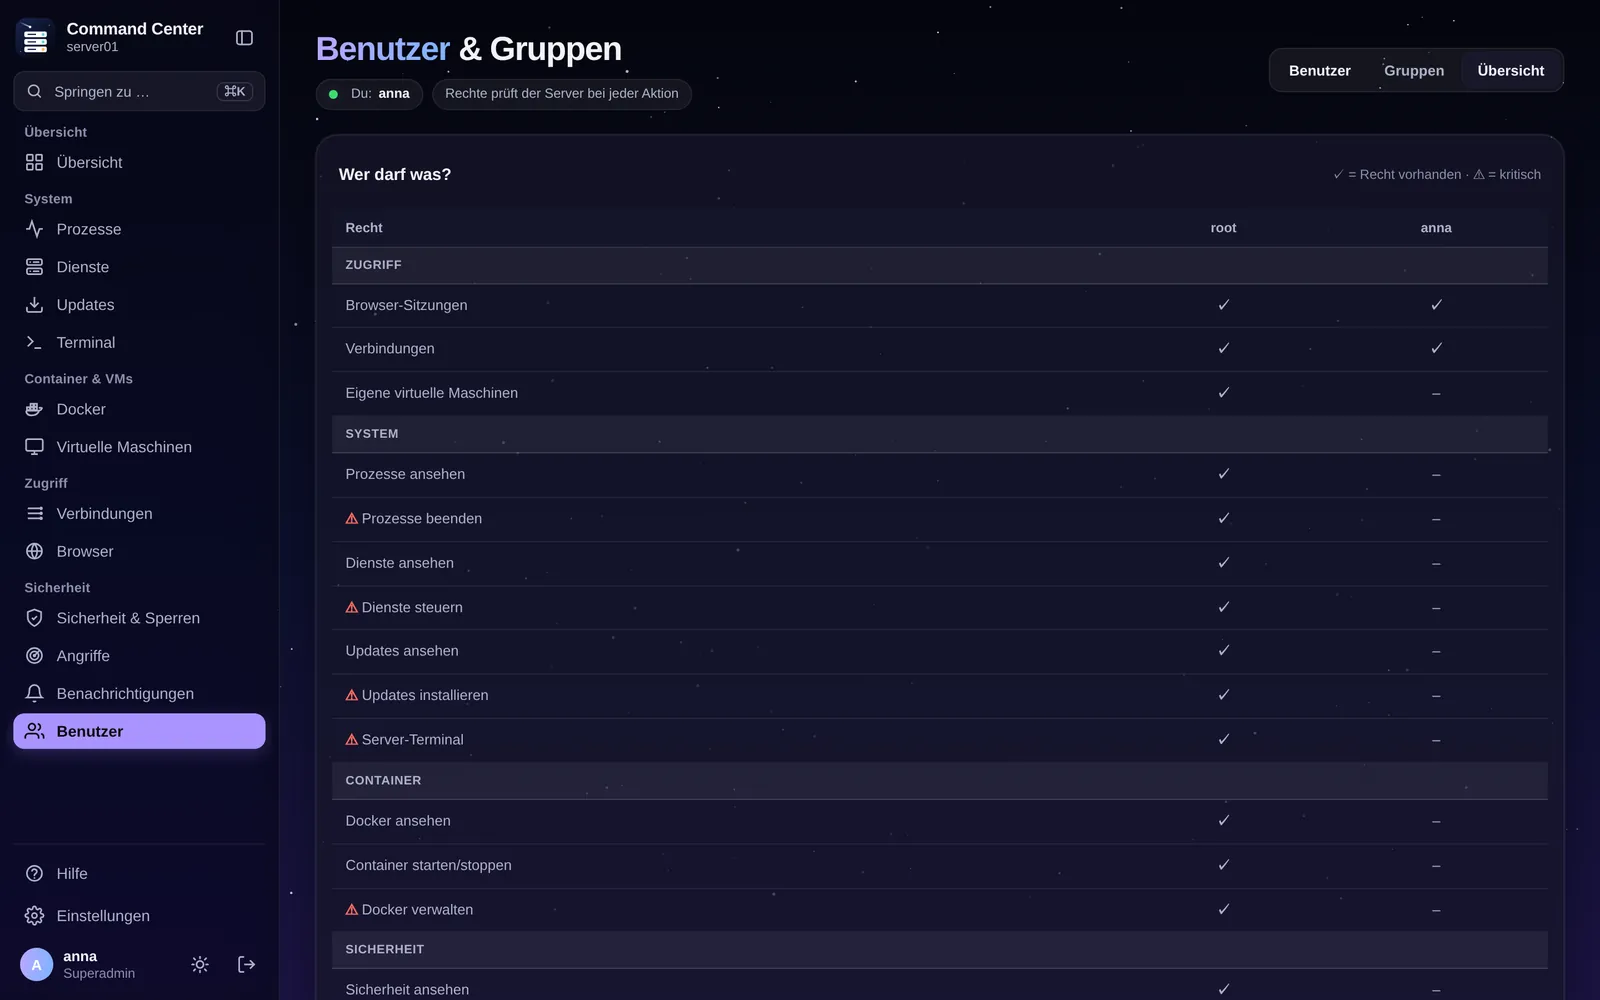 Command Center
server01
Springen zu …
⌘K
Übersicht
Übersicht
System
Prozesse
Dienste
Updates
Terminal
Container & VMs
Docker
Virtuelle Maschinen
Zugriff
Verbindungen
Browser
Sicherheit
Sicherheit & Sperren
Angriffe
Benachrichtigungen
Benutzer
Hilfe
Einstellungen
A
anna
Superadmin
Benutzer & Gruppen
Du: anna
Rechte prüft der Server bei jeder Aktion
Benutzer Gruppen Übersicht
Wer darf was?
✓ = Recht vorhanden · ⚠ = kritisch
Recht root anna
ZUGRIFF
Browser-Sitzungen ✓ ✓
Verbindungen ✓ ✓
Eigene virtuelle Maschinen ✓ –
SYSTEM
Prozesse ansehen ✓ –
⚠ Prozesse beenden ✓ –
Dienste ansehen ✓ –
⚠ Dienste steuern ✓ –
Updates ansehen ✓ –
⚠ Updates installieren ✓ –
⚠ Server-Terminal ✓ –
CONTAINER
Docker ansehen ✓ –
Container starten/stoppen ✓ –
⚠ Docker verwalten ✓ –
SICHERHEIT
Sicherheit ansehen ✓ –